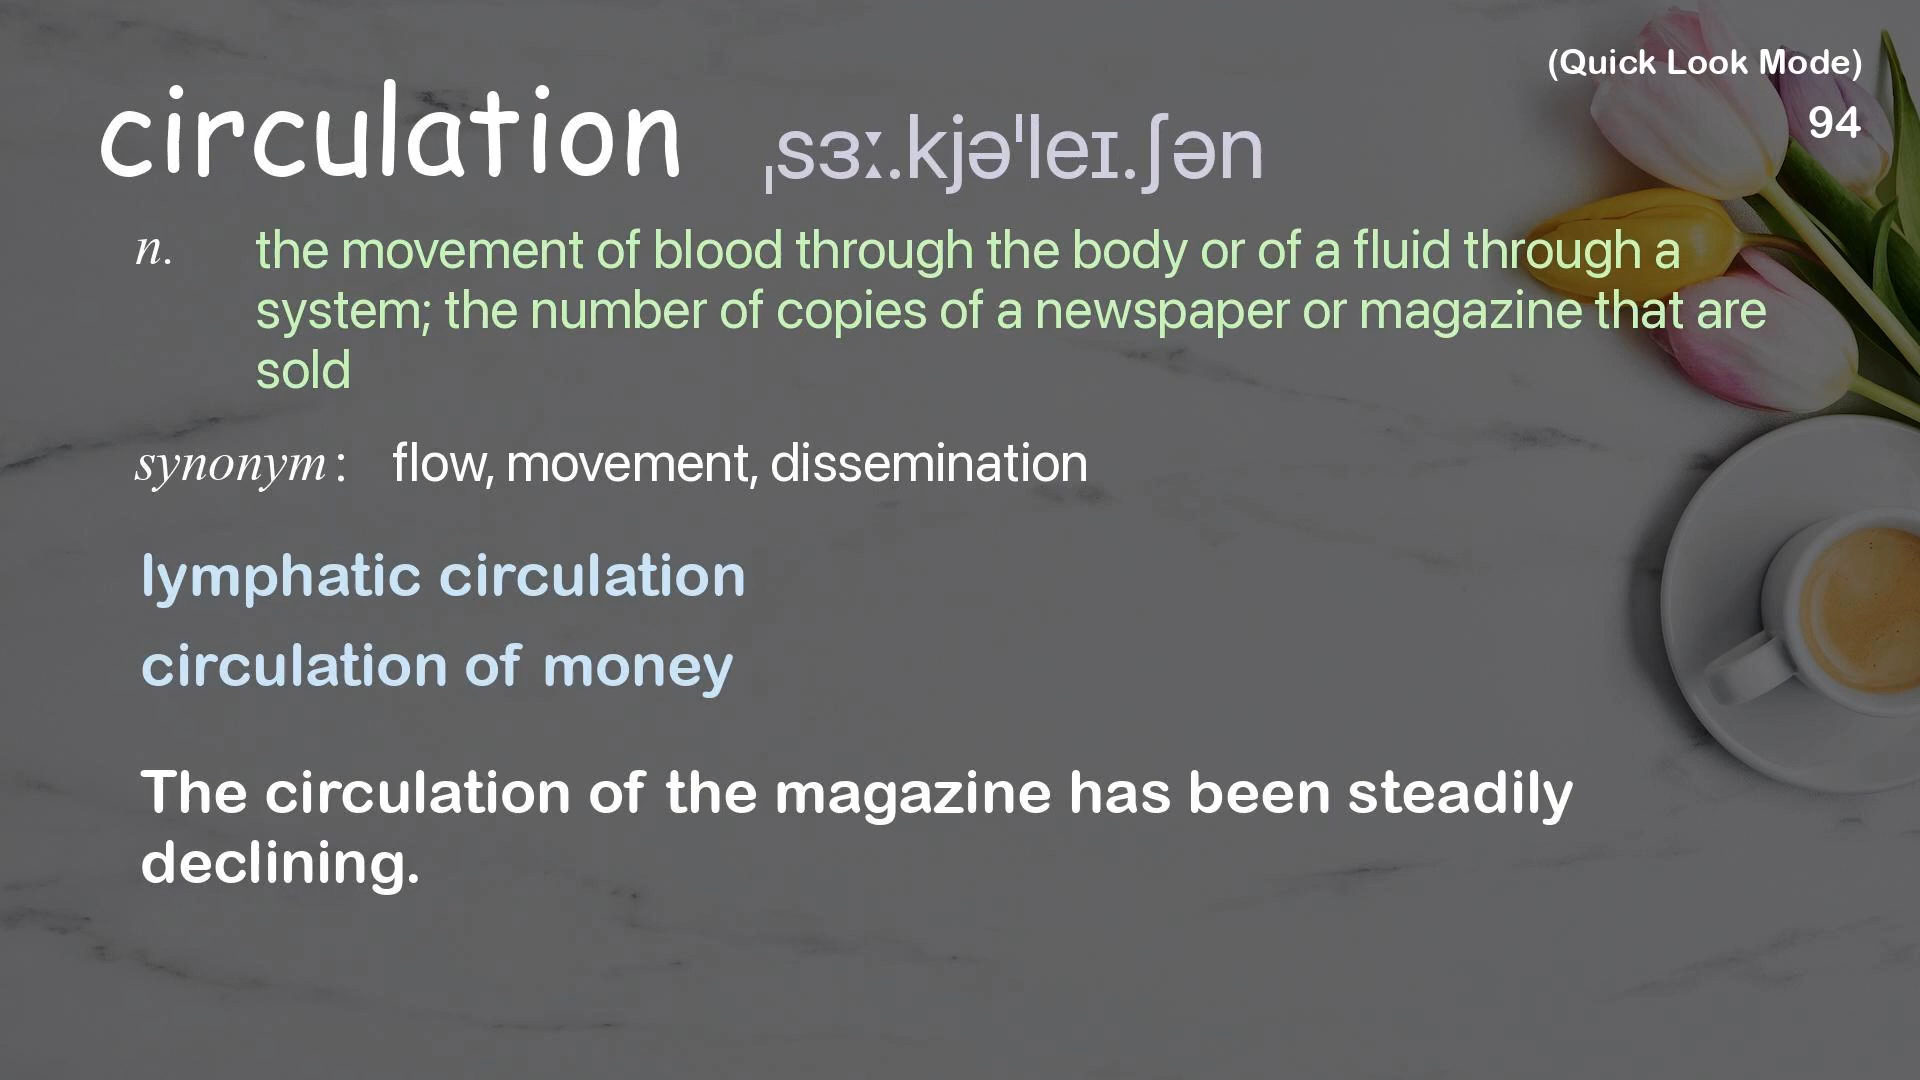 (Quick Look Mode)
94
circulation ˌsɜː.kjəˈleɪ.ʃən
n. the movement of blood through the body or of a fluid through a
system; the number of copies of a newspaper or magazine that are
sold
synonym: flow, movement, dissemination
lymphatic circulation
circulation of money
The circulation of the magazine has been steadily
declining.